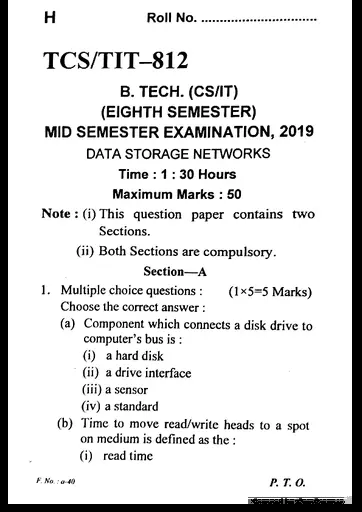 H Roll No. ..............................
TCS/TIT–812
B. TECH. (CS/IT)
(EIGHTH SEMESTER)
MID SEMESTER EXAMINATION, 2019
DATA STORAGE NETWORKS
Time : 1 : 30 Hours
Maximum Marks : 50
Note : (i) This question paper contains two
Sections.
(ii) Both Sections are compulsory.
Section—A
1. Multiple choice questions : (1×5=5 Marks)
Choose the correct answer :
(a) Component which connects a disk drive to
computer's bus is :
(i) a hard disk
(ii) a drive interface
(iii) a sensor
(iv) a standard
(b) Time to move read/write heads to a spot
on medium is defined as the :
(i) read time
F. No. : a-40 P. T. O.